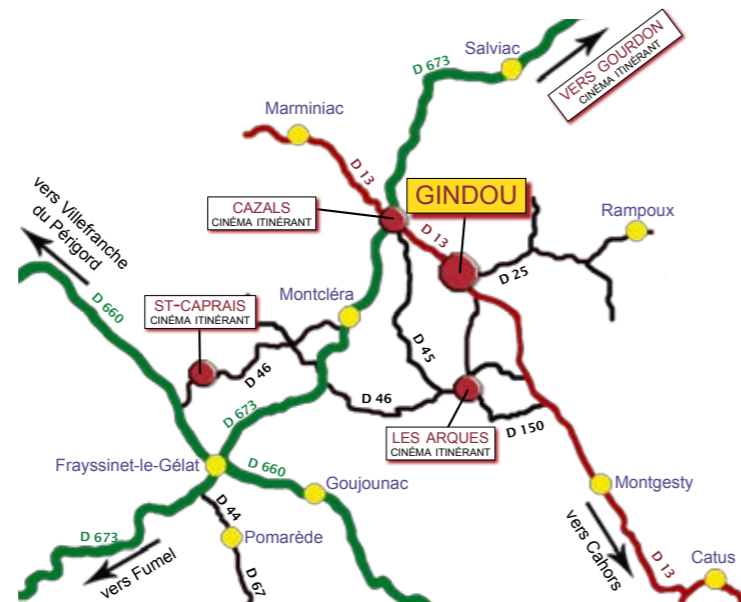 Salviac
D 673
VERS GOURDON
CINÉMA ITINÉRANT
Marminiac
D 13
GINDOU
CAZALS
CINÉMA ITINÉRANT
Rampoux
D 13
D 25
vers Villefranche
du Périgord
D 660
Montcléra
ST-CAPRAIS
CINÉMA ITINÉRANT
D 45
D 46
D 46
D 673
LES ARQUES
CINÉMA ITINÉRANT
D 150
Frayssinet-le-Gélat
D 660
Goujounac
Montgesty
D 44
Pomarède
D 673
vers Fumel
D 67
vers Cahors
D 13
Catus